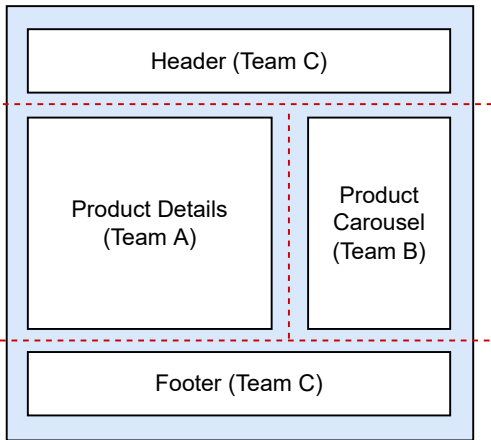 Header (Team C)
Product Details
(Team A)
Product
Carousel
(Team B)
Footer (Team C)